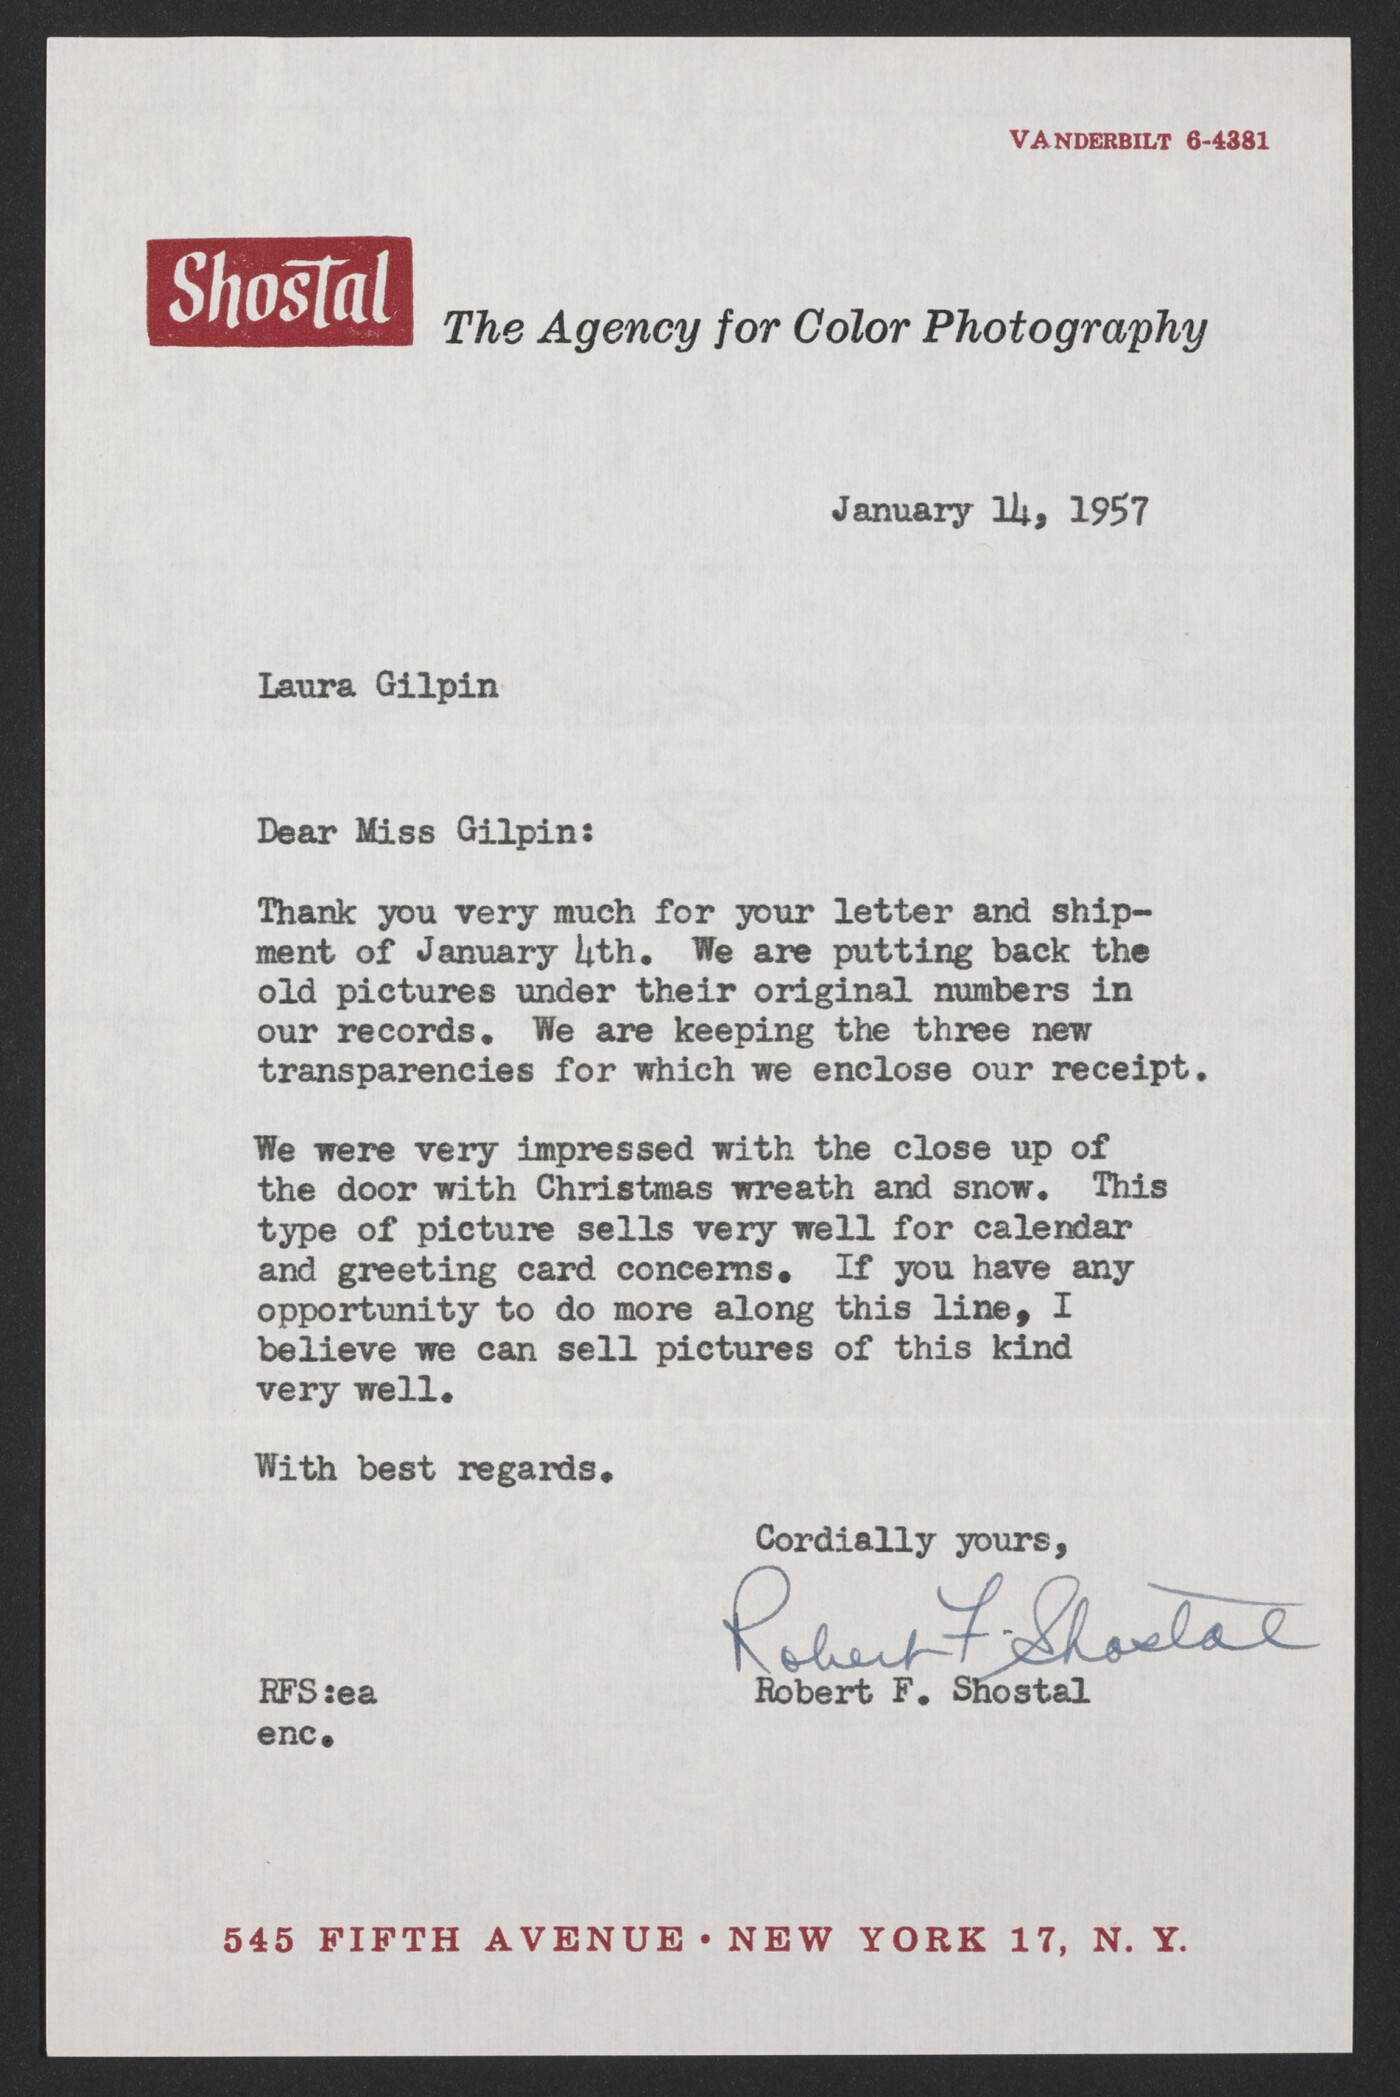 VANDERBILT 6-4381
Shostal
The Agency for Color Photography
January 14, 1957
Laura Gilpin
Dear Miss Gilpin:
Thank you very much for your letter and ship-
ment of January 4th. We are putting back the
old pictures under their original numbers in
our records. We are keeping the three new
transparencies for which we enclose our receipt.
We were very impressed with the close up of
the door with Christmas wreath and snow. This
type of picture sells very well for calendar
and greeting card concerns. If you have any
opportunity to do more along this line, I
believe we can sell pictures of this kind
very well.
With best regards.
Cordially yours,
Robert F. Shostal
Robert F. Shostal
RFS:ea
enc.
545 FIFTH AVENUE • NEW YORK 17, N. Y.